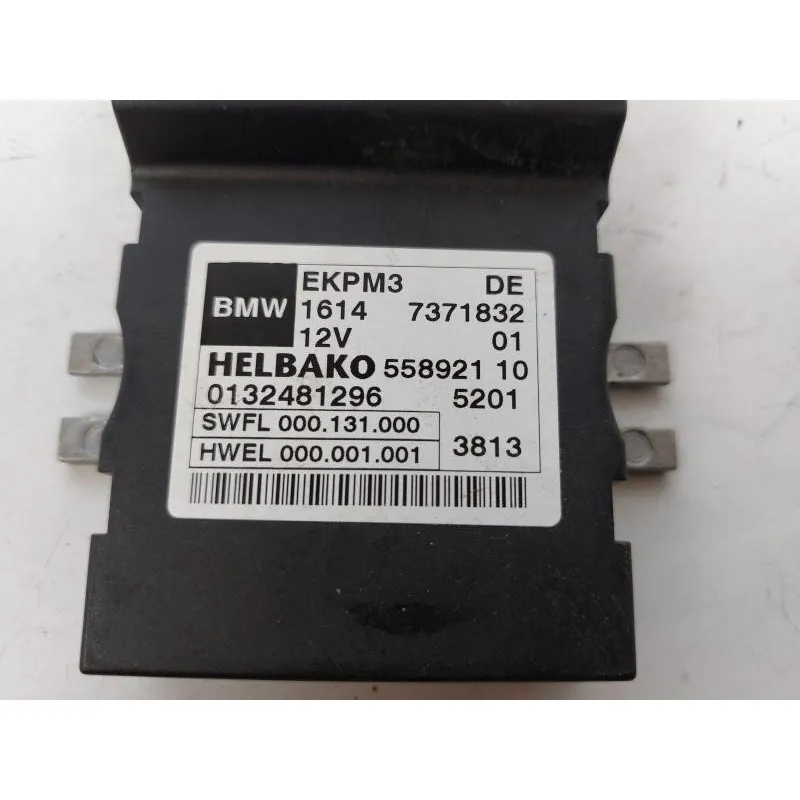 EKPM3 DE
BMW 1614 7371832
12V 01
HELBAKO 558921 10
0132481296 5201
SWFL 000.131.000
HWEL 000.001.001 3813